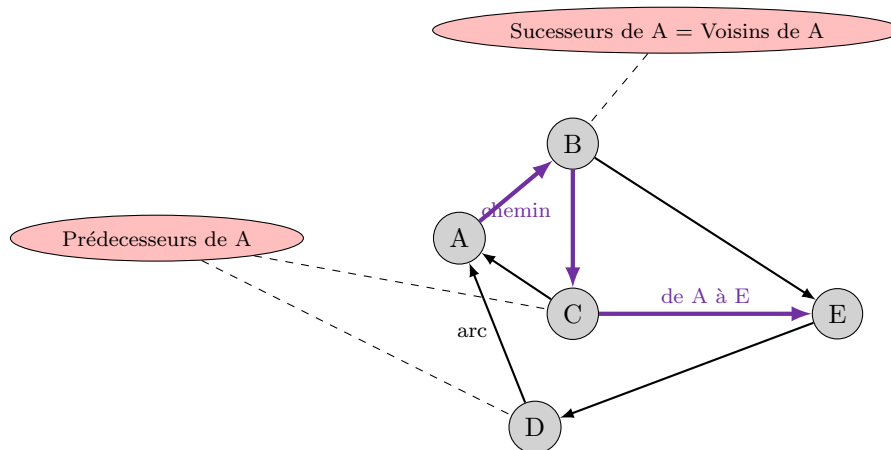 Sucesseurs de A = Voisins de A
B
chemin
A
Prédecesseurs de A
de A à E
C
E
arc
D